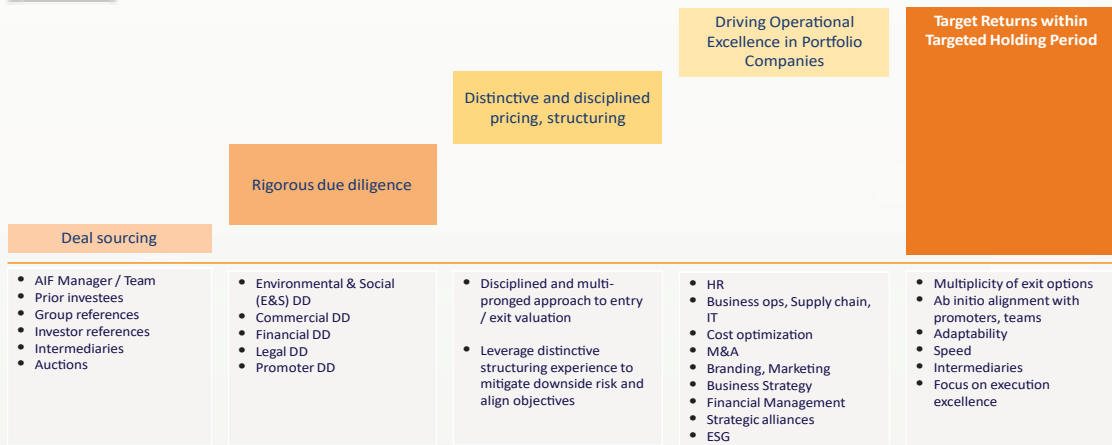 Driving Operational
Excellence in Portfolio
Companies
Target Returns within
Targeted Holding Period
Distinctive and disciplined
pricing, structuring
Rigorous due diligence
Deal sourcing
• AIF Manager / Team
• Prior investees
• Group references
• Investor references
• Intermediaries
• Auctions
• Environmental & Social
(E&S) DD
• Commercial DD
• Financial DD
• Legal DD
• Promoter DD
• Disciplined and multi-
pronged approach to entry
/ exit valuation
• Leverage distinctive
structuring experience to
mitigate downside risk and
align objectives
• HR
• Business ops, Supply chain,
IT
• Cost optimization
• M&A
• Branding, Marketing
• Business Strategy
• Financial Management
• Strategic alliances
• ESG
• Multiplicity of exit options
• Ab initio alignment with
promoters, teams
• Adaptability
• Speed
• Intermediaries
• Focus on execution
excellence